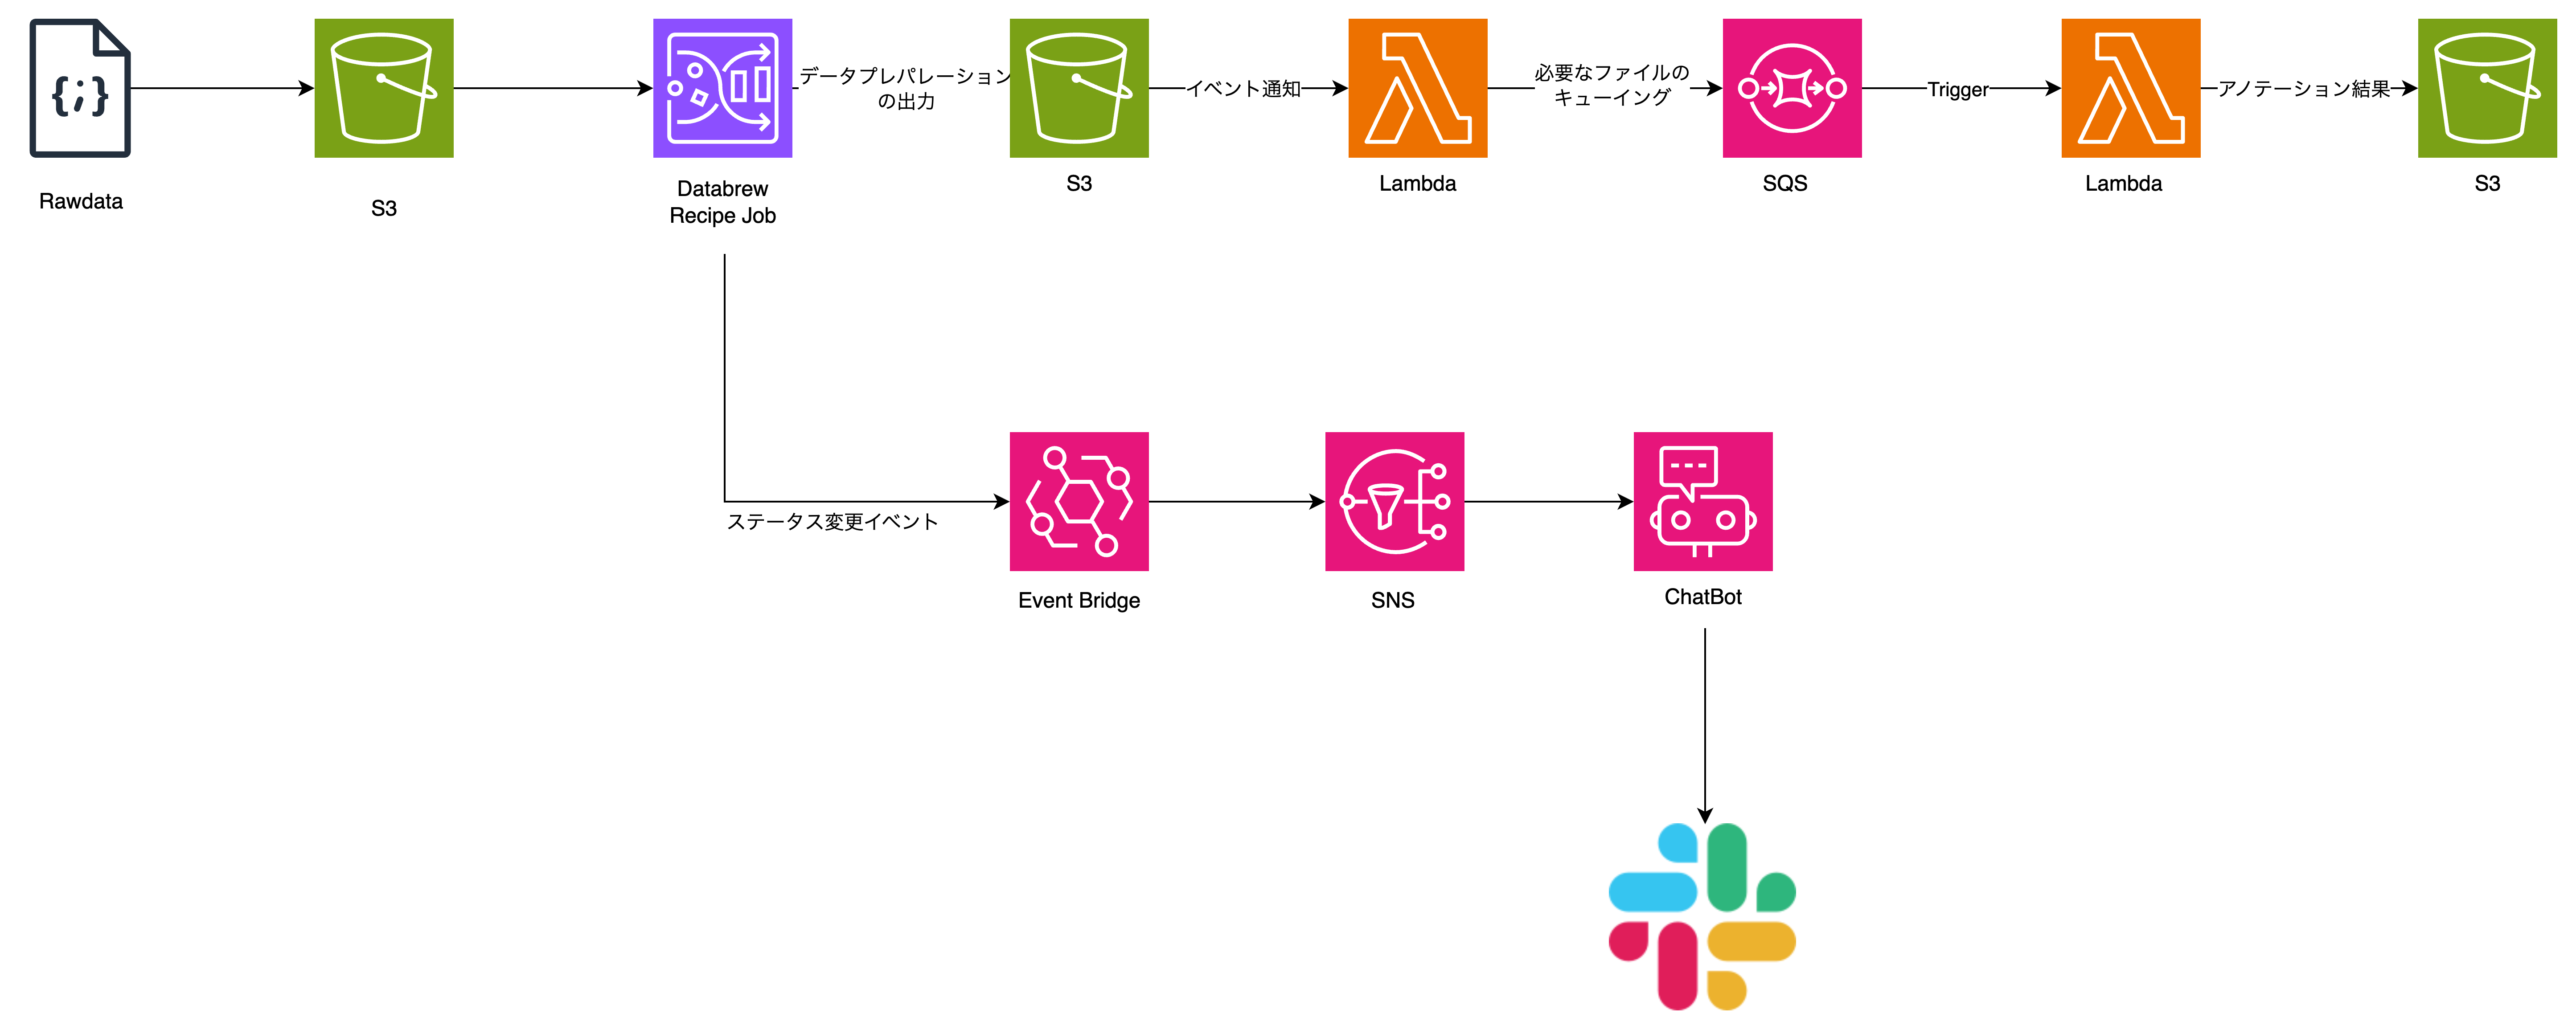 Rawdata
S3
Databrew
Recipe Job
データプレパレーション
の出力
S3
イベント通知
Lambda
必要なファイルの
キューイング
SQS
Trigger
Lambda
アノテーション結果
S3
ステータス変更イベント
Event Bridge
SNS
ChatBot